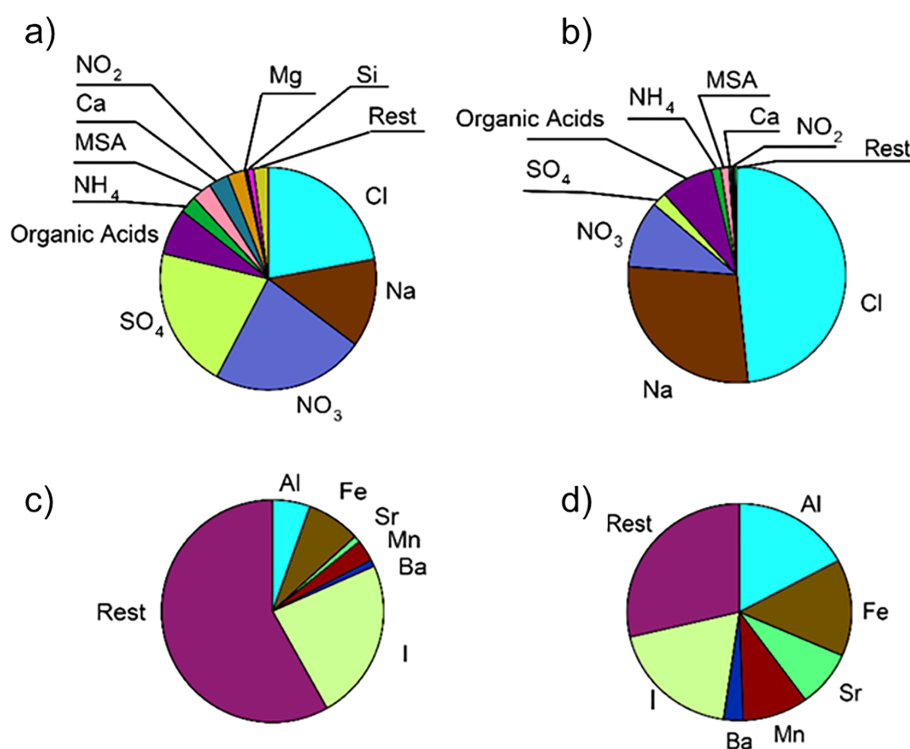 a)
NO₂
Mg
Si
Ca
Rest
MSA
NH₄
Organic Acids
Cl
Na
SO₄
NO₃
b)
MSA
NH₄
Ca
NO₂
Organic Acids
Rest
SO₄
NO₃
Cl
Na
c)
Al
Fe
Sr
Mn
Ba
Rest
I
d)
Al
Rest
Fe
Sr
I
Mn
Ba